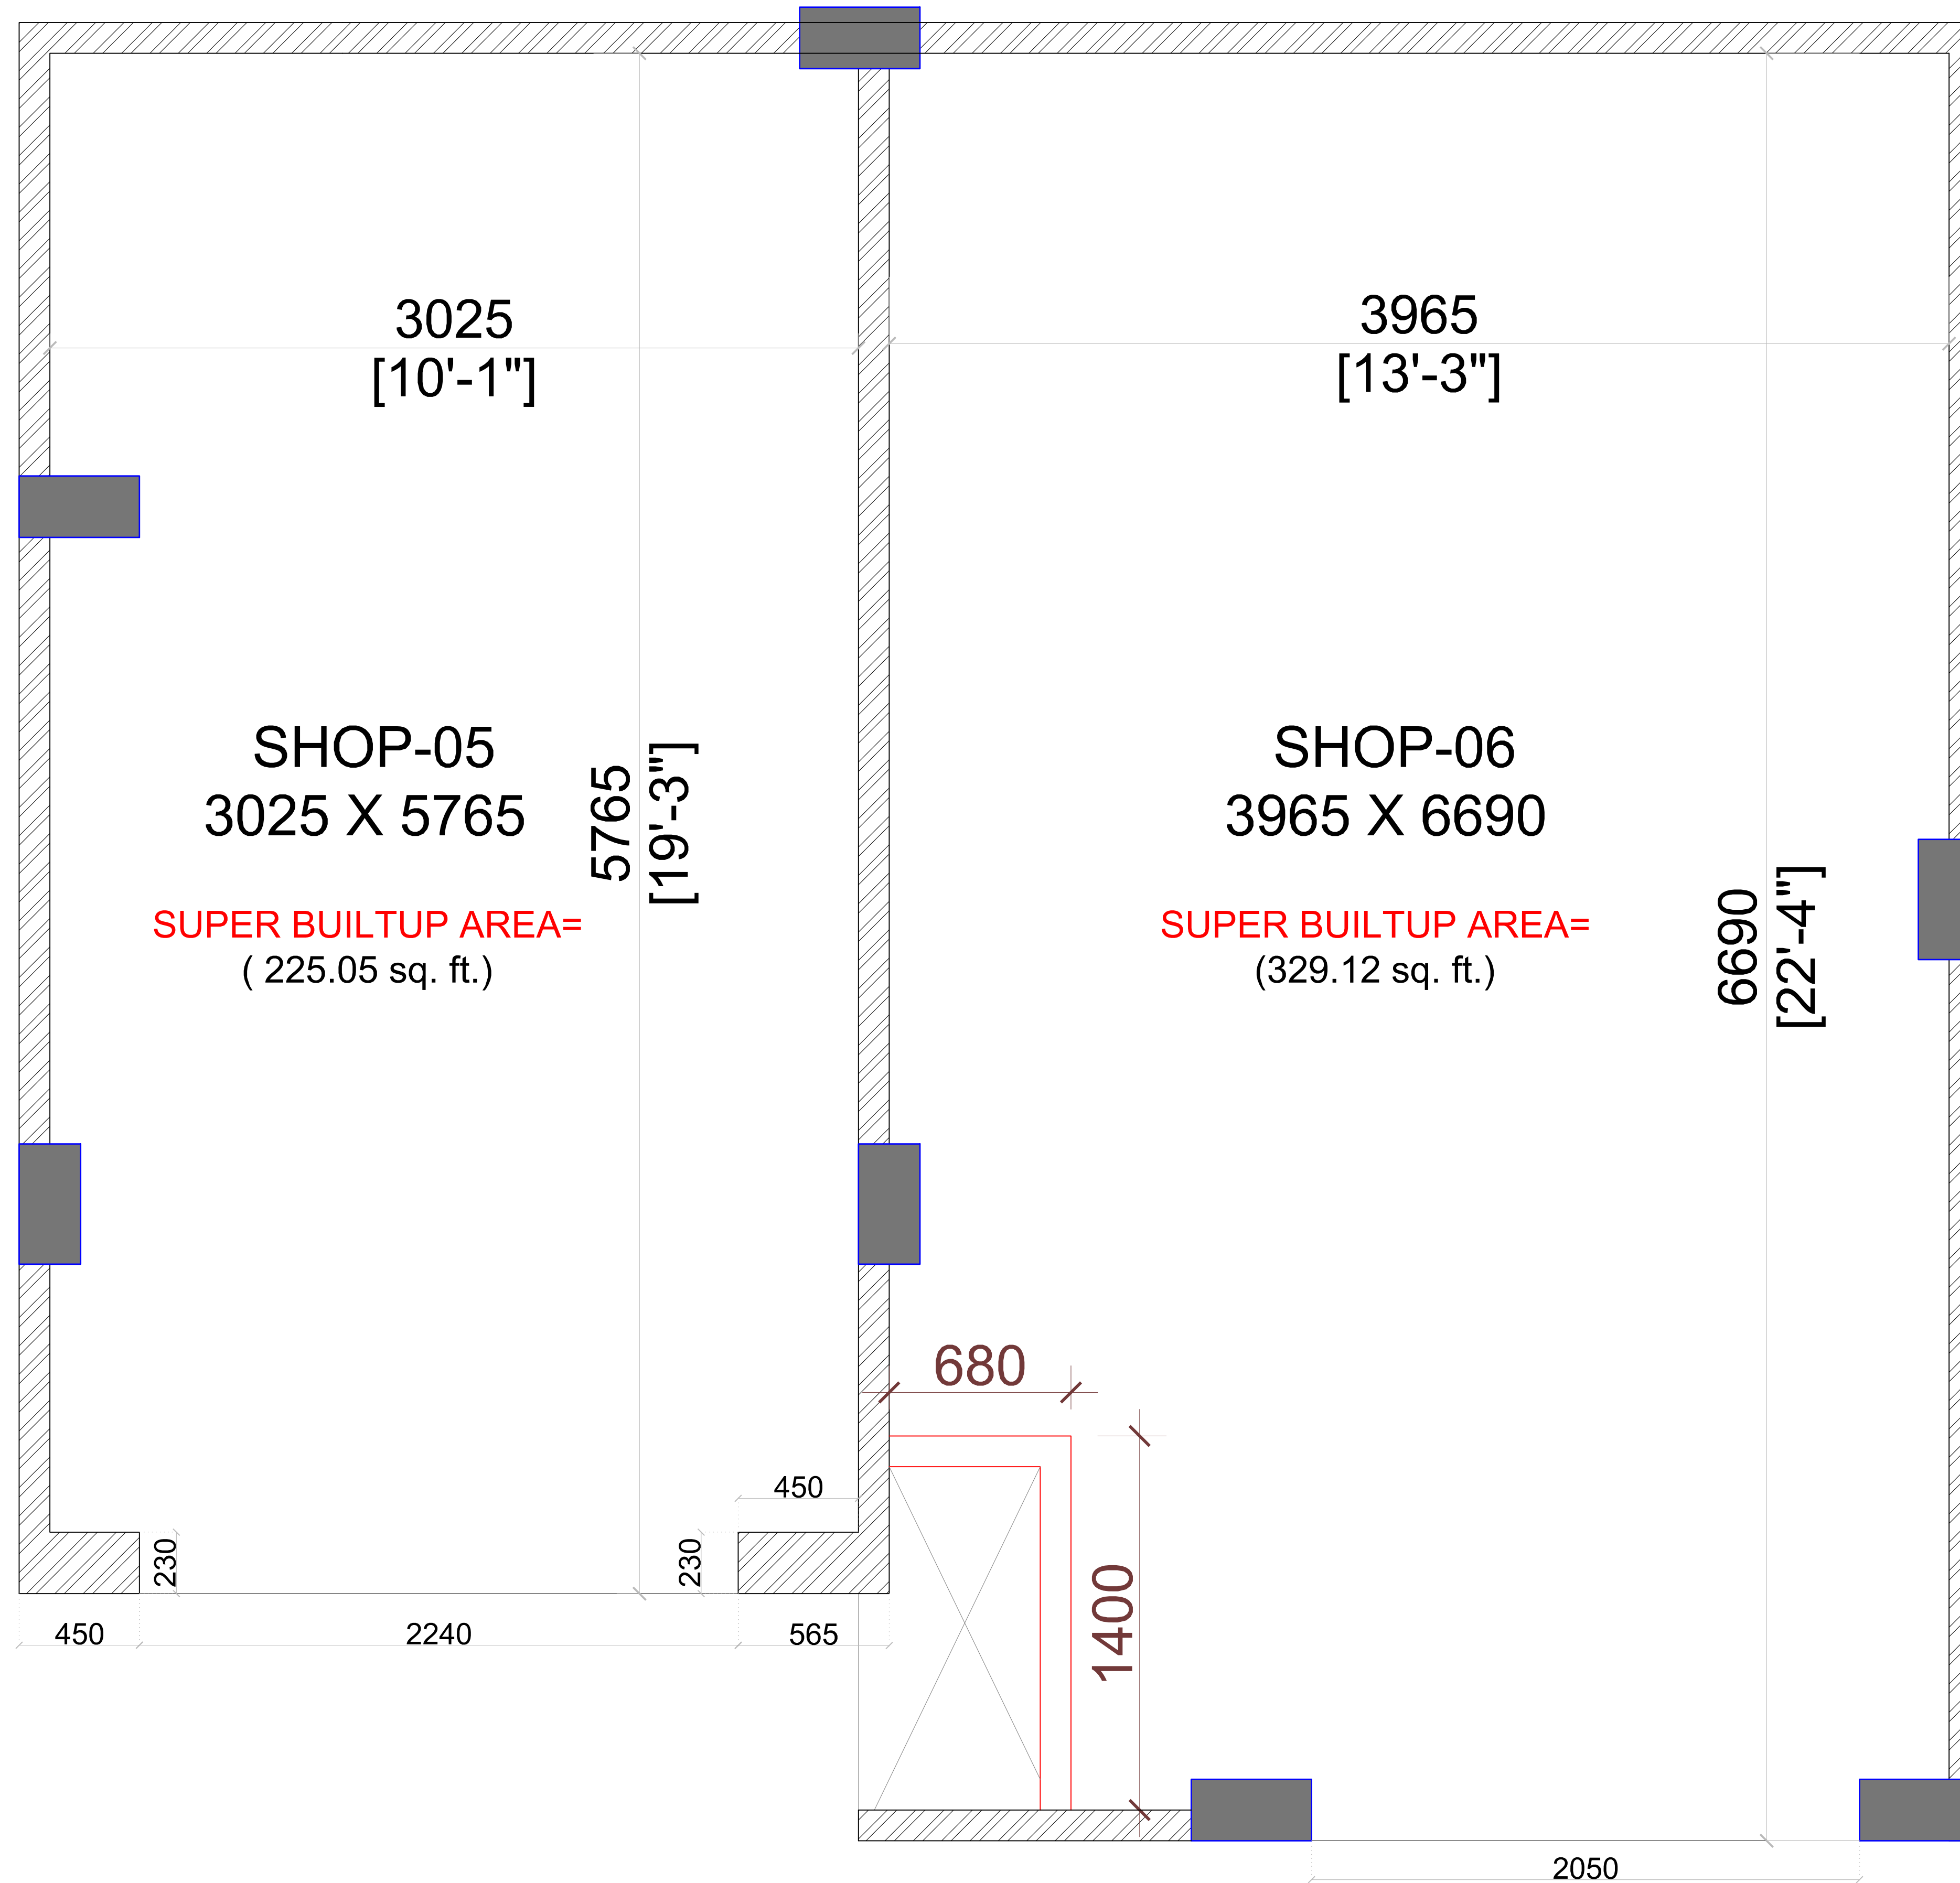 3025
[10'-1"]
3965
[13'-3"]
SHOP-05
3025 X 5765
5765
[19'-3"]
SUPER BUILTUP AREA=
( 225.05 sq. ft.)
SHOP-06
3965 X 6690
SUPER BUILTUP AREA=
(329.12 sq. ft.)
6690
[22'-4"]
680
1400
450
230
230
450
2240
565
2050